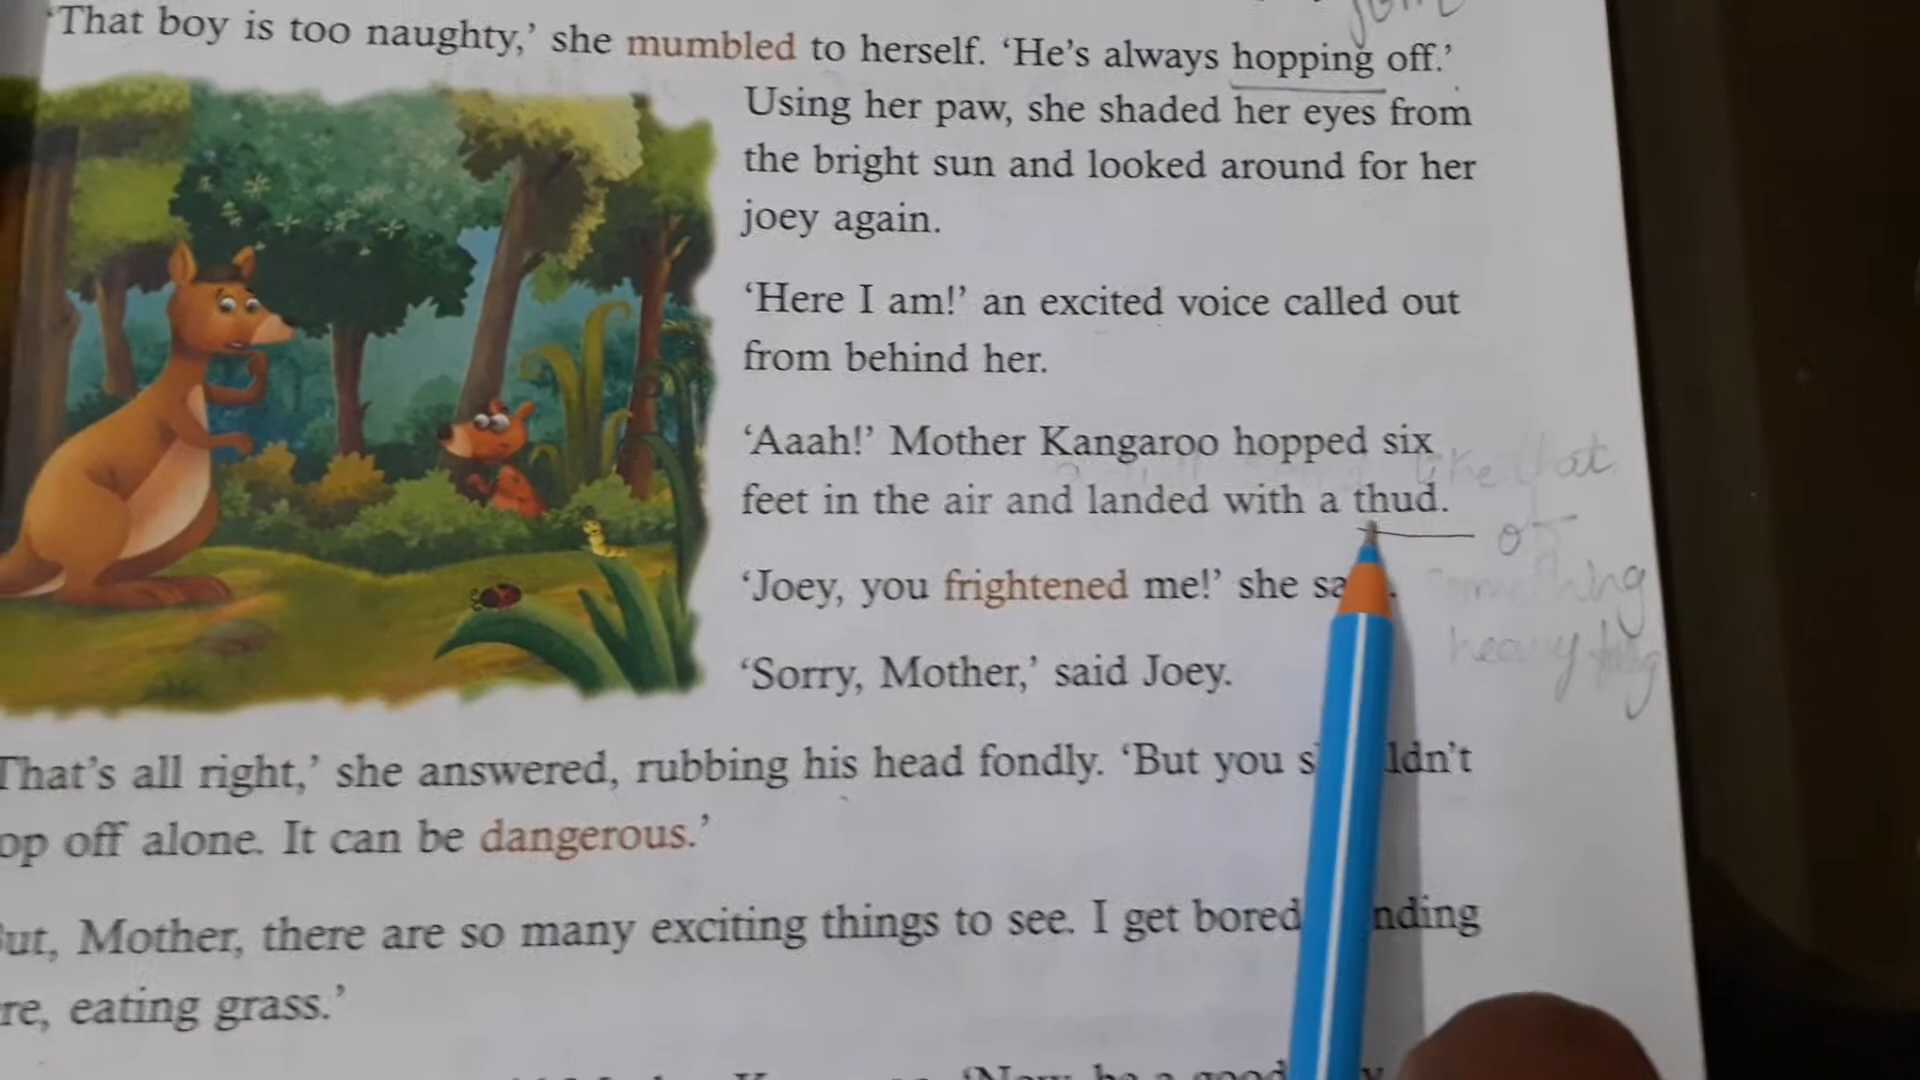 ‘That boy is too naughty,’ she mumbled to herself. ‘He’s always hopping off.’
Using her paw, she shaded her eyes from
the bright sun and looked around for her
joey again.
‘Here I am!’ an excited voice called out
from behind her.
‘Aaah!’ Mother Kangaroo hopped six
feet in the air and landed with a thud.
like that
of
something
heavy
‘Joey, you frightened me!’ she
‘Sorry, Mother,’ said Joey.
That’s all right,’ she answered, rubbing his head fondly. ‘But you
op off alone. It can be dangerous.’
ut, Mother, there are so many exciting things to see. I get bored
re, eating grass.’
‘Now, be a good